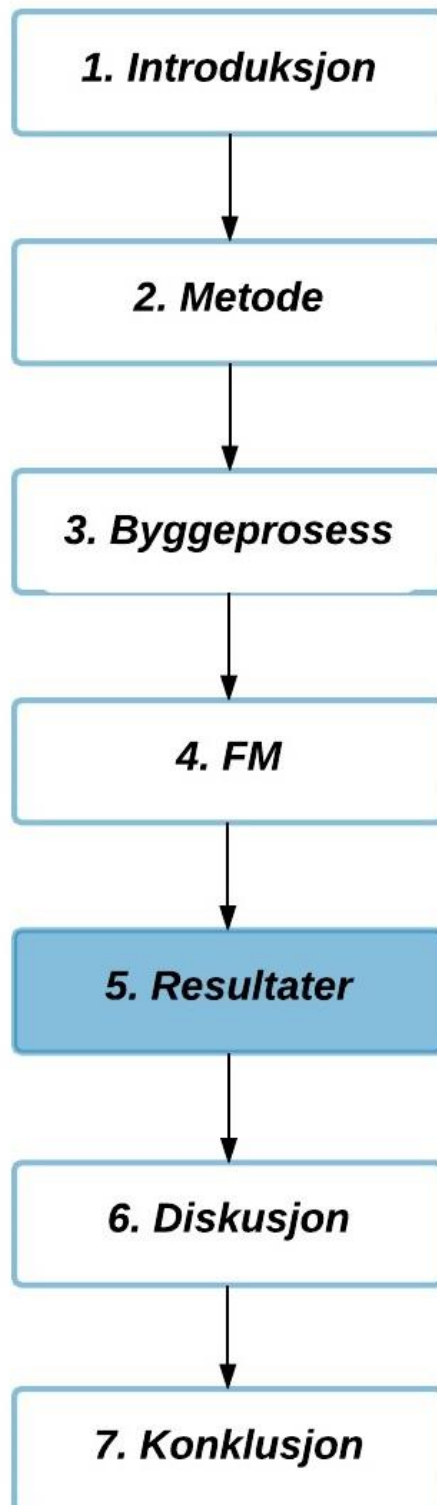 1. Introduksjon
2. Metode
3. Byggeprosess
4. FM
5. Resultater
6. Diskusjon
7. Konklusjon